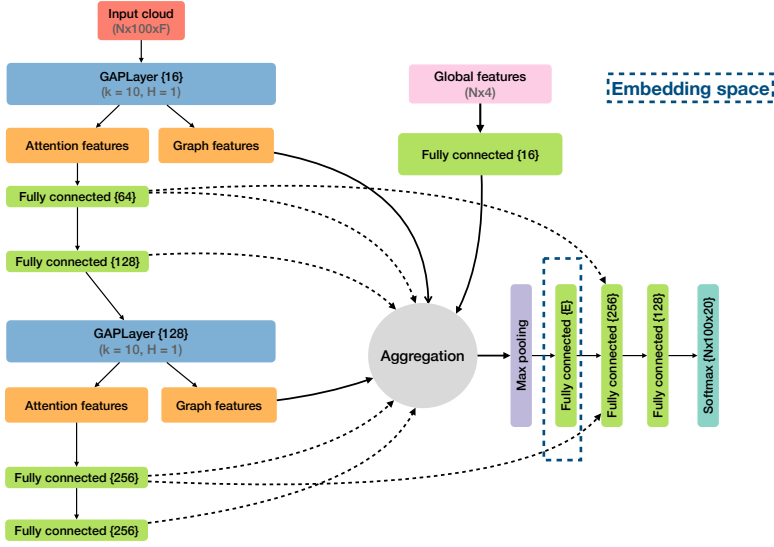 Input cloud
(Nx100xF)
GAPLayer {16}
(k = 10, H = 1)
Attention features
Graph features
Fully connected {64}
Fully connected {128}
GAPLayer {128}
(k = 10, H = 1)
Attention features
Graph features
Fully connected {256}
Fully connected {256}
Global features
(Nx4)
Fully connected {16}
Aggregation
Embedding space
Max pooling
Fully connected {E}
Fully connected {256}
Fully connected {128}
Softmax {Nx100x20}